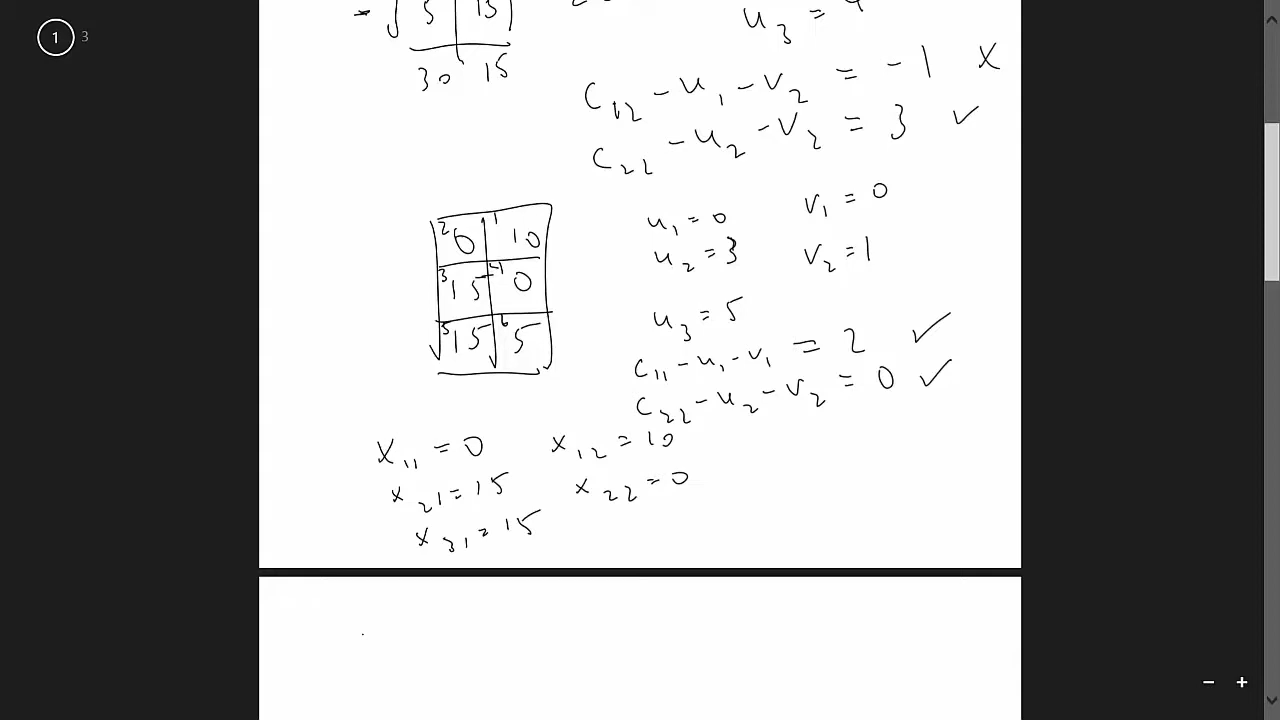 1 3
5 15
30 15
u3 = 4
c12 - u1 - v2 = -1 x
c22 - u2 - v2 = 3 ✓
2 0 1 10
3 15 4 0
5 15 6 5
u1 = 0 v1 = 0
u2 = 3 v2 = 1
u3 = 5
c11 - u1 - v1 = 2 ✓
c22 - u2 - v2 = 0 ✓
x11 = 0 x12 = 10
x21 = 15 x22 = 0
x31 = 15